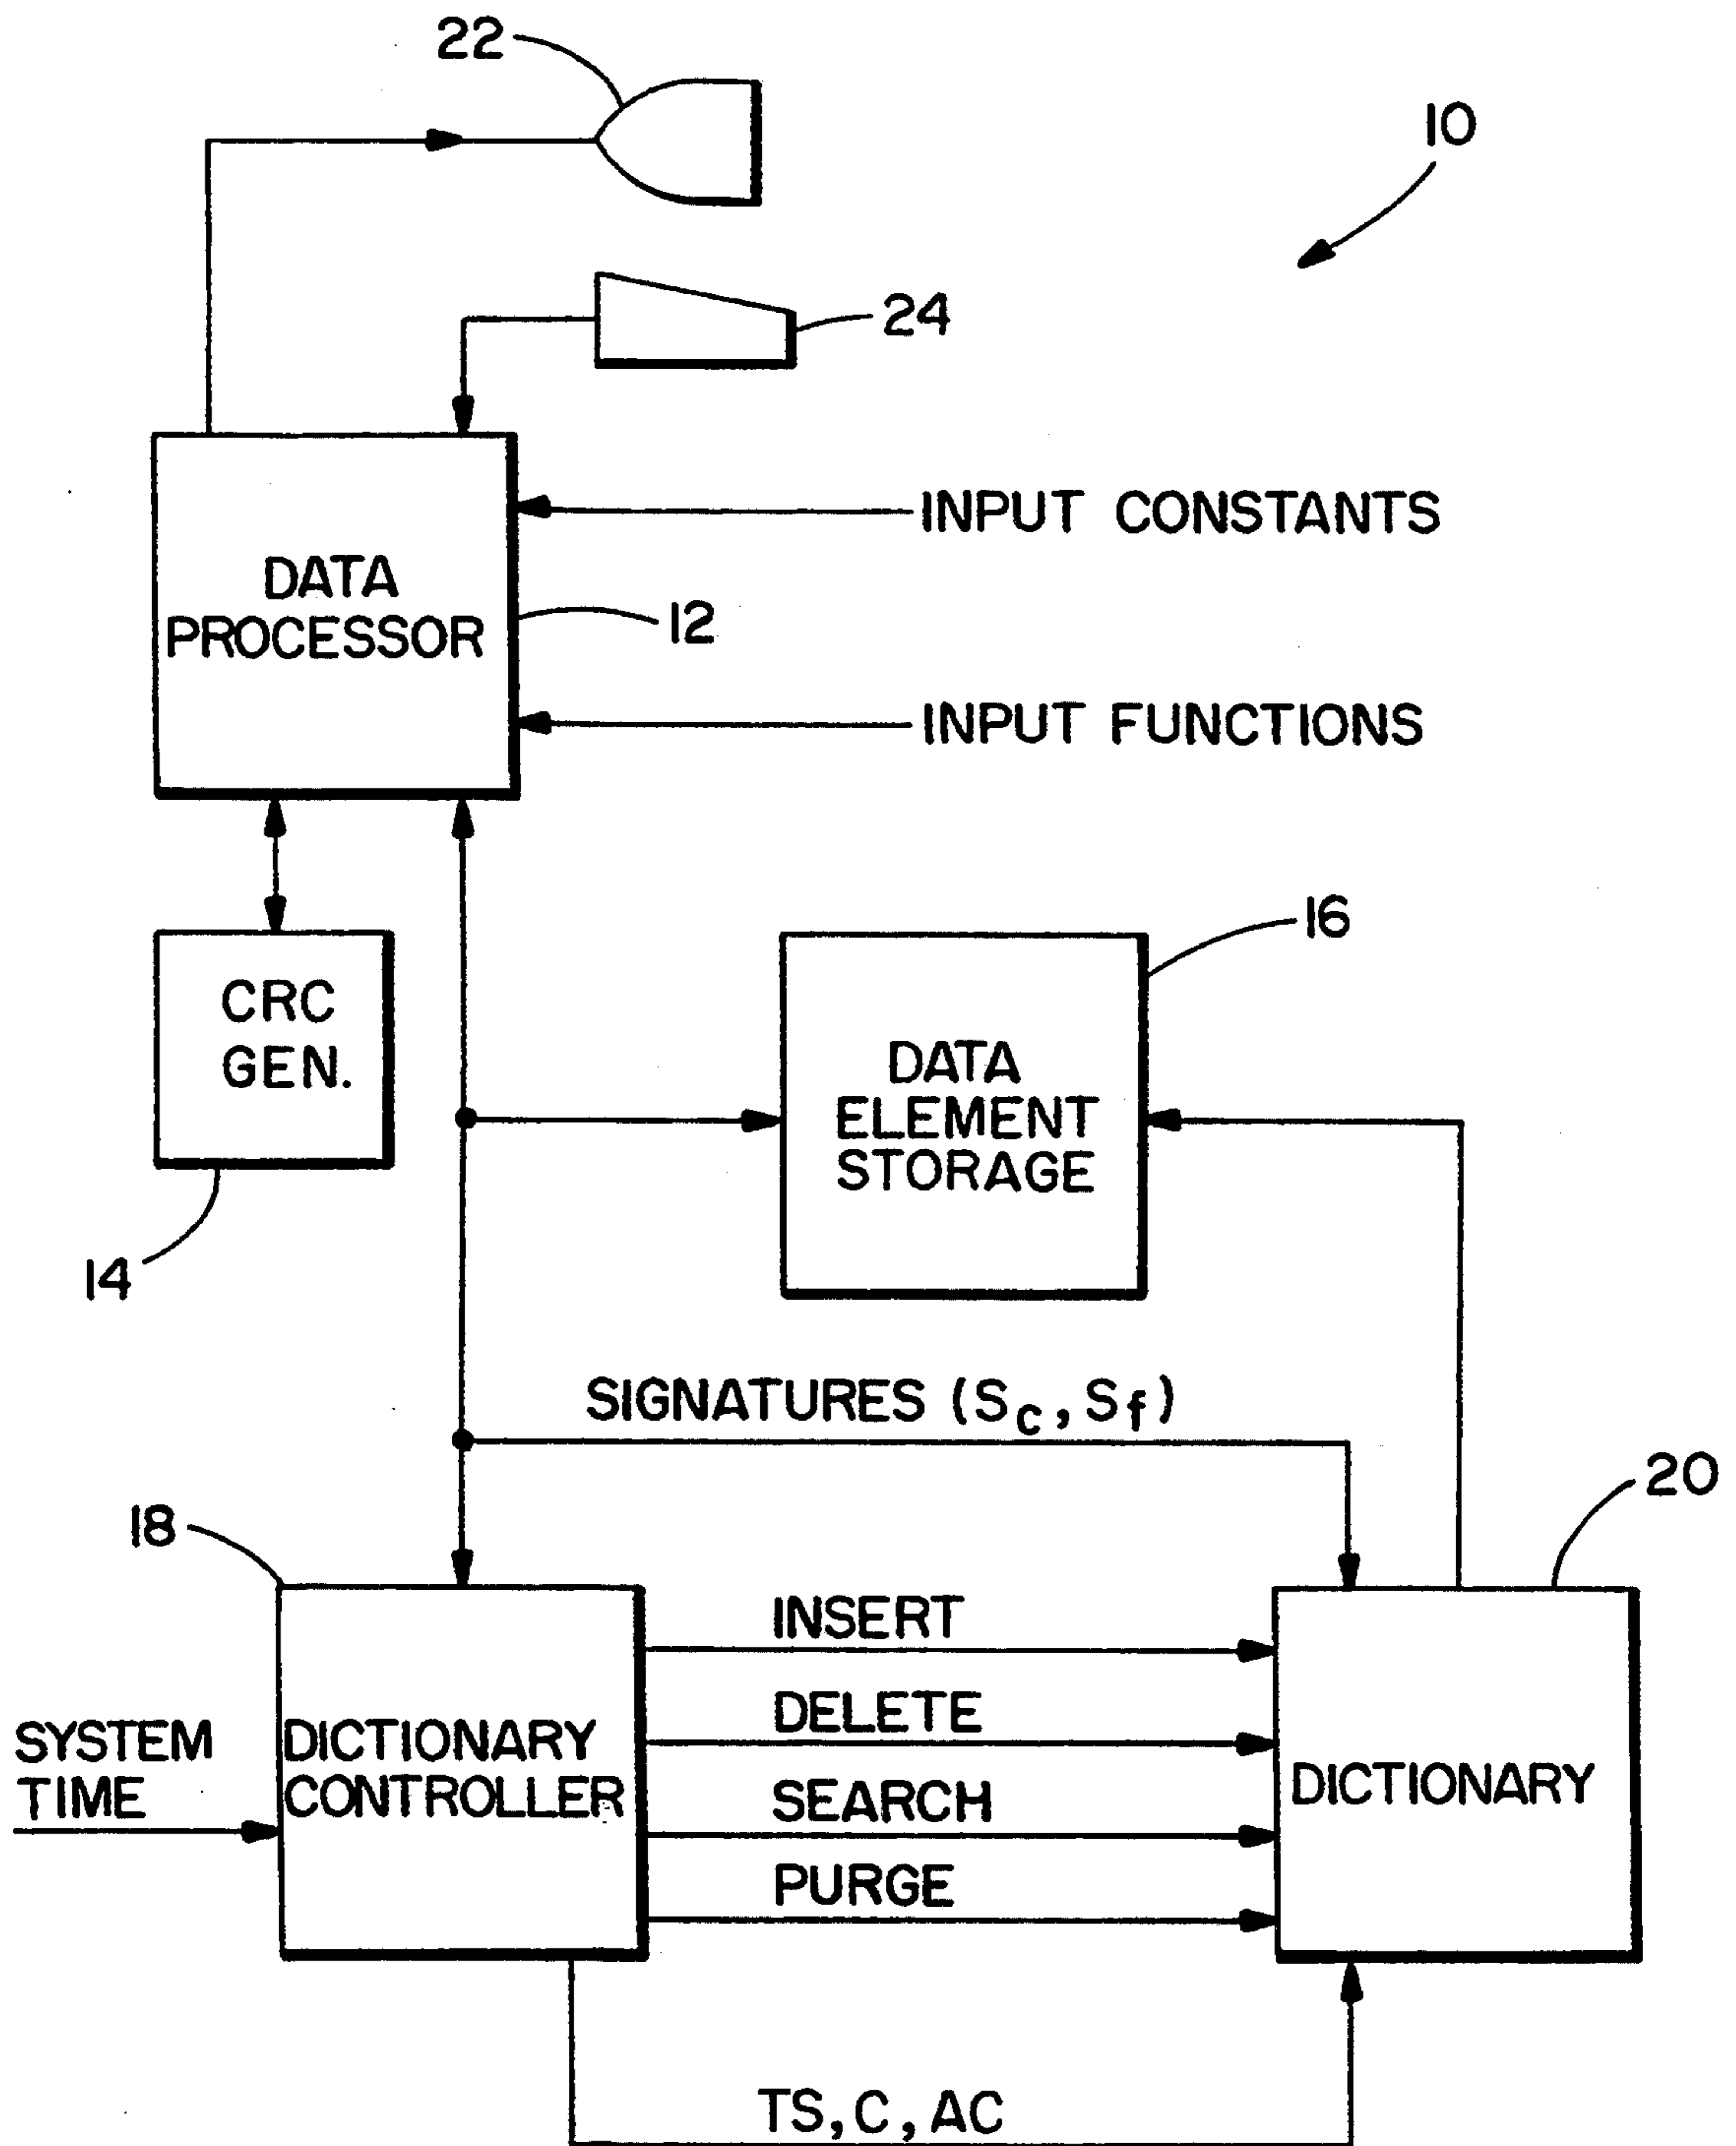 22
10
24
INPUT CONSTANTS
DATA
PROCESSOR
12
INPUT FUNCTIONS
16
CRC
GEN.
DATA
ELEMENT
STORAGE
14
SIGNATURES (Sc, Sf)
20
18
INSERT
DELETE
SYSTEM
TIME
DICTIONARY
CONTROLLER
SEARCH
DICTIONARY
PURGE
TS, C, AC